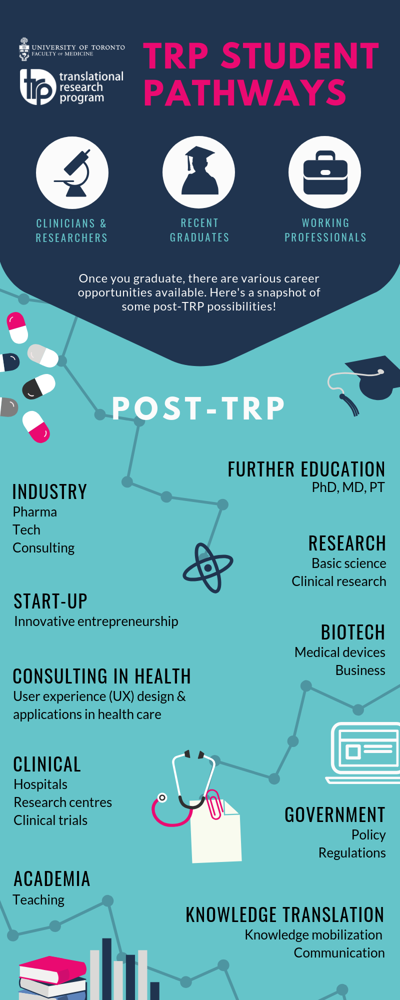 UNIVERSITY OF TORONTO
FACULTY OF MEDICINE
trp
translational
research
program
TRP STUDENT
PATHWAYS
CLINICIANS &
RESEARCHERS
RECENT
GRADUATES
WORKING
PROFESSIONALS
Once you graduate, there are various career
opportunities available. Here's a snapshot of
some post-TRP possibilities!
POST-TRP
FURTHER EDUCATION
PhD, MD, PT
INDUSTRY
Pharma
Tech
Consulting
RESEARCH
Basic science
Clinical research
START-UP
Innovative entrepreneurship
BIOTECH
Medical devices
Business
CONSULTING IN HEALTH
User experience (UX) design &
applications in health care
CLINICAL
Hospitals
Research centres
Clinical trials
GOVERNMENT
Policy
Regulations
ACADEMIA
Teaching
KNOWLEDGE TRANSLATION
Knowledge mobilization
Communication